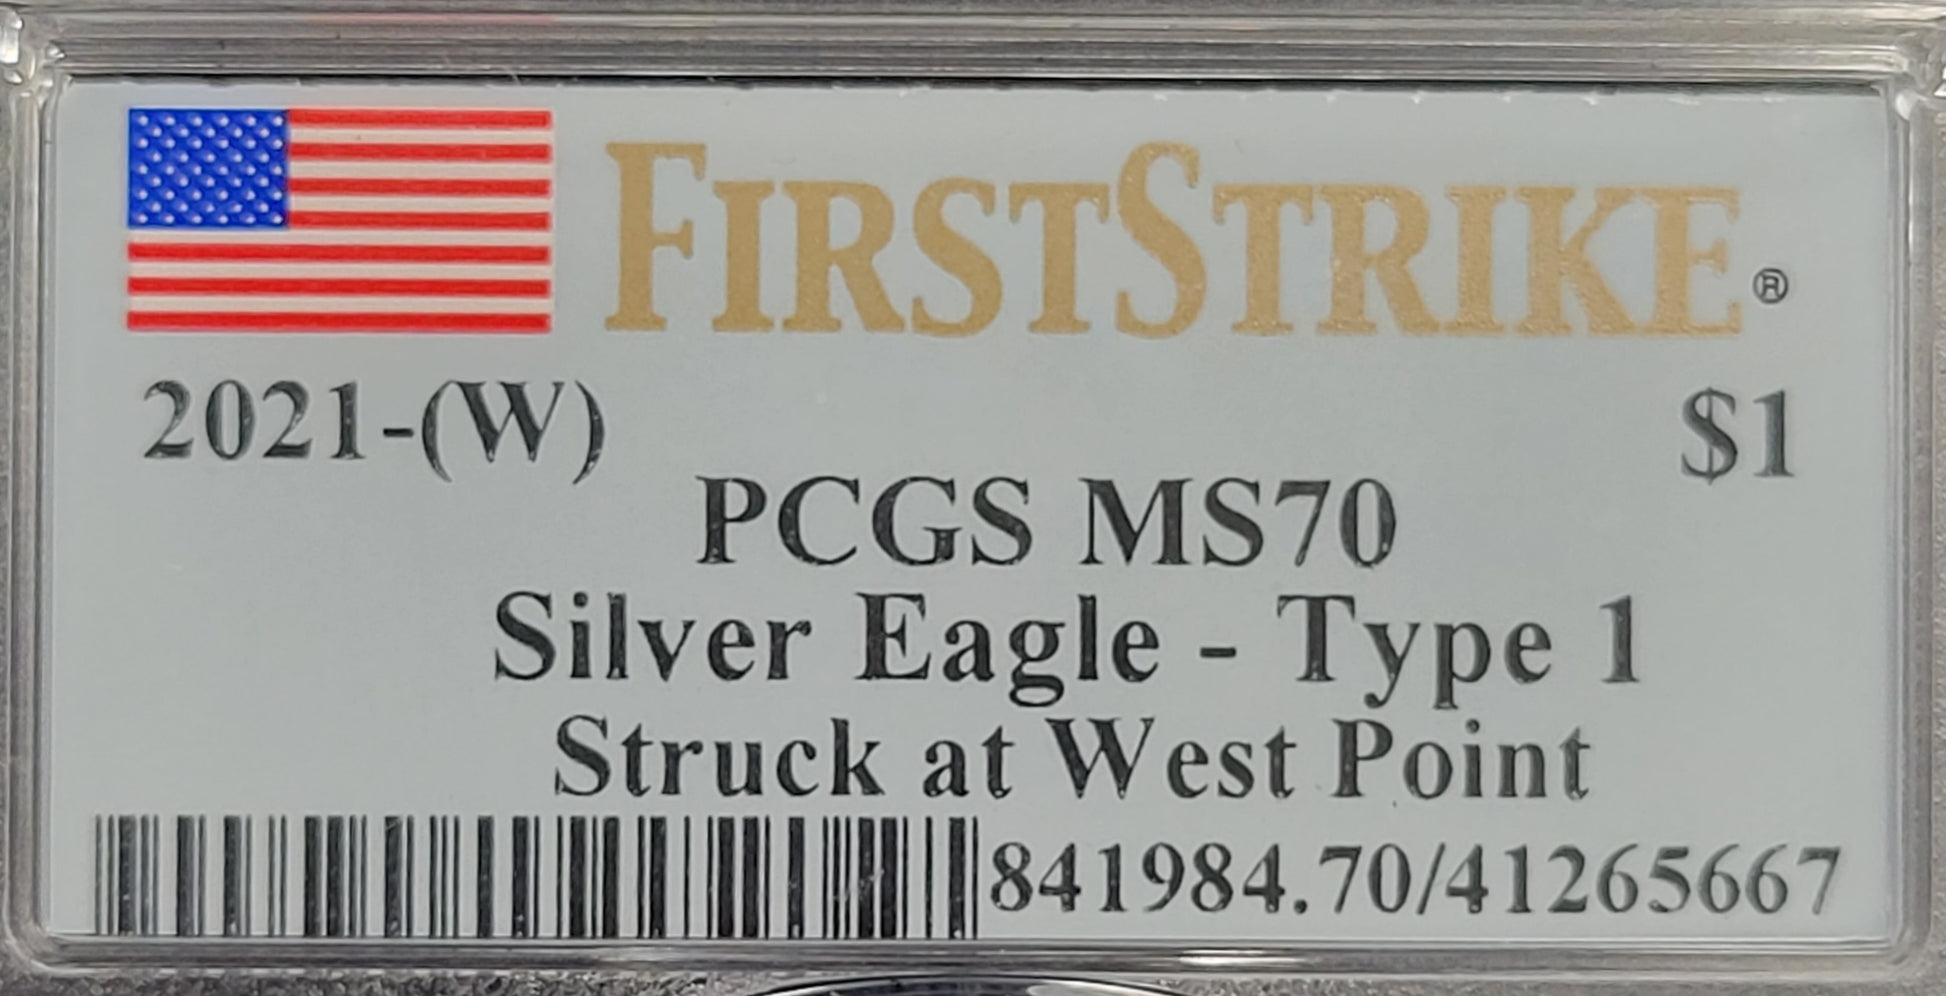 FIRSTSTRIKE®
2021-(W) $1
PCGS MS70
Silver Eagle - Type 1
Struck at West Point
841984.70/41265667